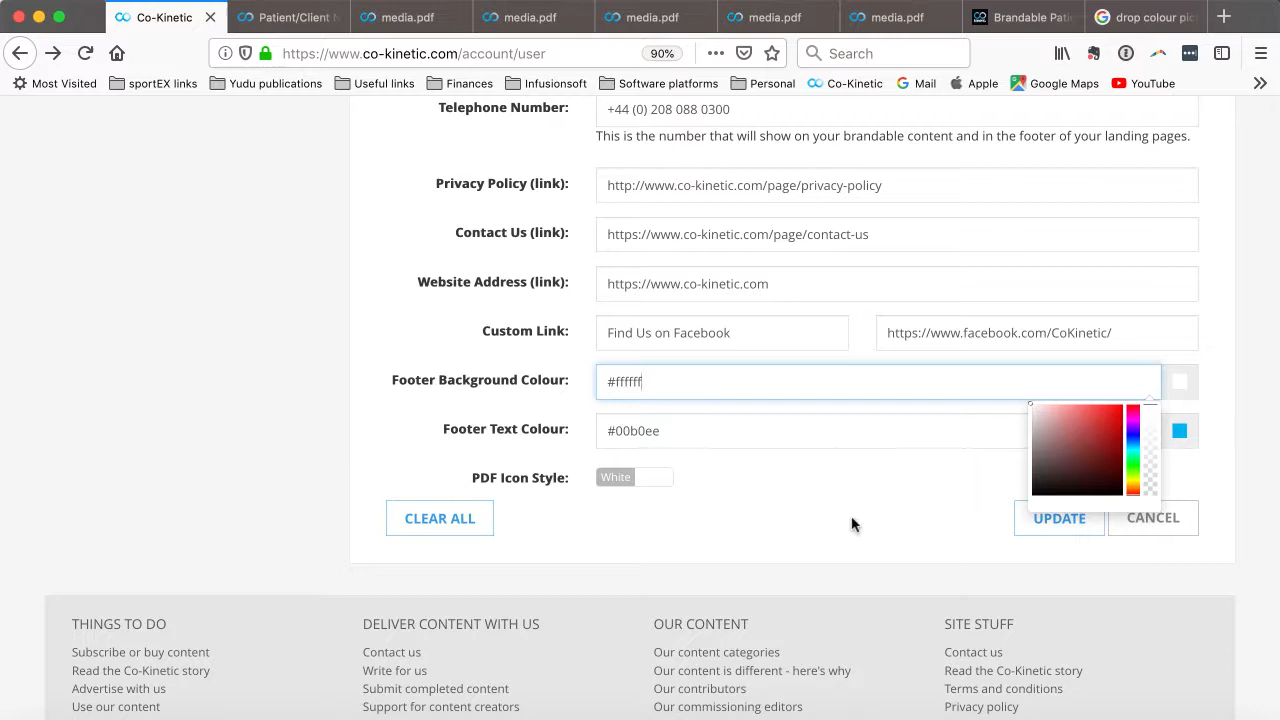 Co-Kinetic
Patient/Client N
media.pdf
media.pdf
media.pdf
media.pdf
media.pdf
Brandable Pati
drop colour pic
https://www.co-kinetic.com/account/user
90%
Search
Most Visited
sportEX links
Yudu publications
Useful links
Finances
Infusionsoft
Software platforms
Personal
Co-Kinetic
Mail
Apple
Google Maps
YouTube
Telephone Number:
+44 (0) 208 088 0300
This is the number that will show on your brandable content and in the footer of your landing pages.
Privacy Policy (link):
http://www.co-kinetic.com/page/privacy-policy
Contact Us (link):
https://www.co-kinetic.com/page/contact-us
Website Address (link):
https://www.co-kinetic.com
Custom Link:
Find Us on Facebook
https://www.facebook.com/CoKinetic/
Footer Background Colour:
#ffffff
Footer Text Colour:
#00b0ee
PDF Icon Style:
White
CLEAR ALL
UPDATE
CANCEL
THINGS TO DO
Subscribe or buy content
Read the Co-Kinetic story
Advertise with us
Use our content
DELIVER CONTENT WITH US
Contact us
Write for us
Submit completed content
Support for content creators
OUR CONTENT
Our content categories
Our content is different - here's why
Our contributors
Our commissioning editors
SITE STUFF
Contact us
Read the Co-Kinetic story
Terms and conditions
Privacy policy